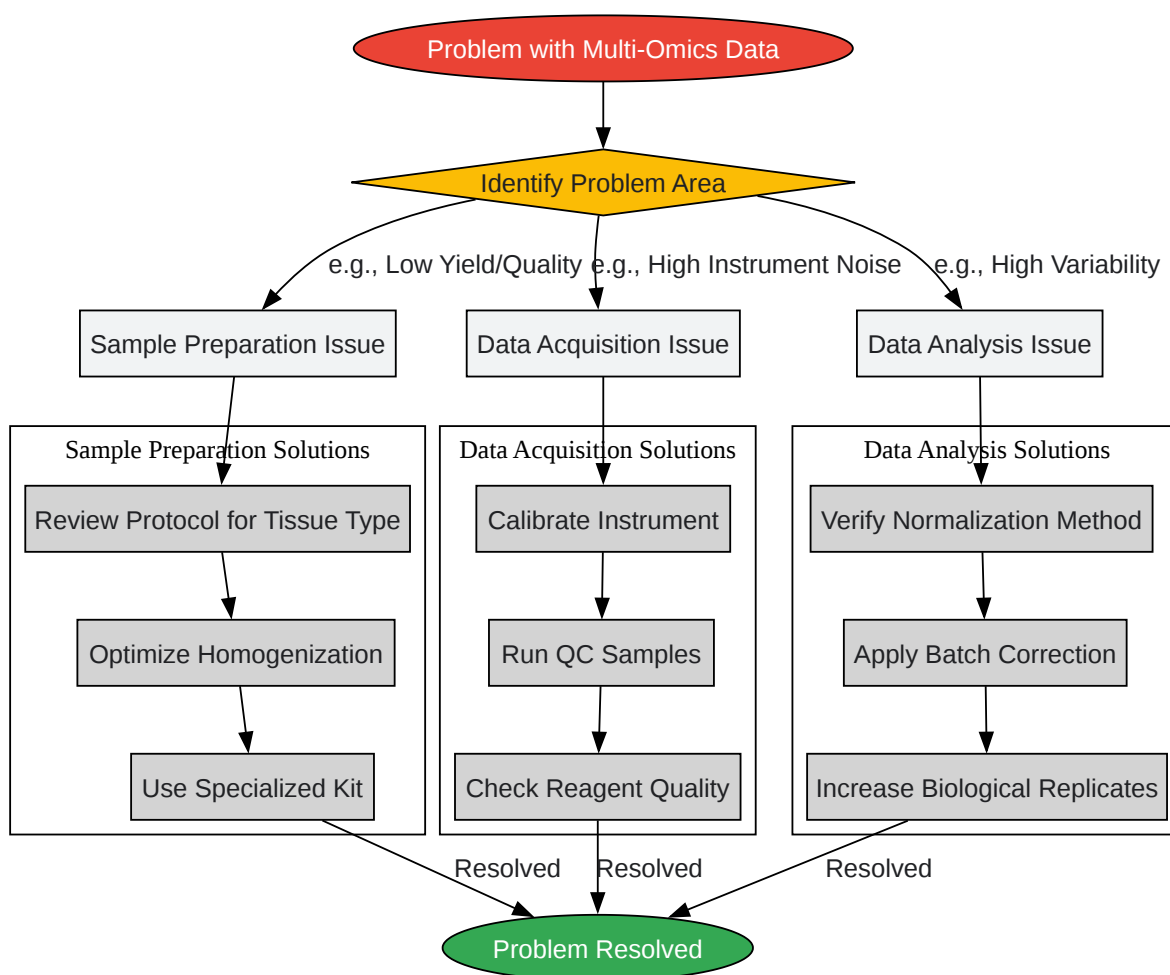 Problem with Multi-Omics Data
Identify Problem Area
e.g., Low Yield/Quality
e.g., High Instrument Noise
e.g., High Variability
Sample Preparation Issue
Data Acquisition Issue
Data Analysis Issue
Sample Preparation Solutions
Data Acquisition Solutions
Data Analysis Solutions
Review Protocol for Tissue Type
Calibrate Instrument
Verify Normalization Method
Optimize Homogenization
Run QC Samples
Apply Batch Correction
Use Specialized Kit
Check Reagent Quality
Increase Biological Replicates
Resolved
Resolved
Resolved
Problem Resolved